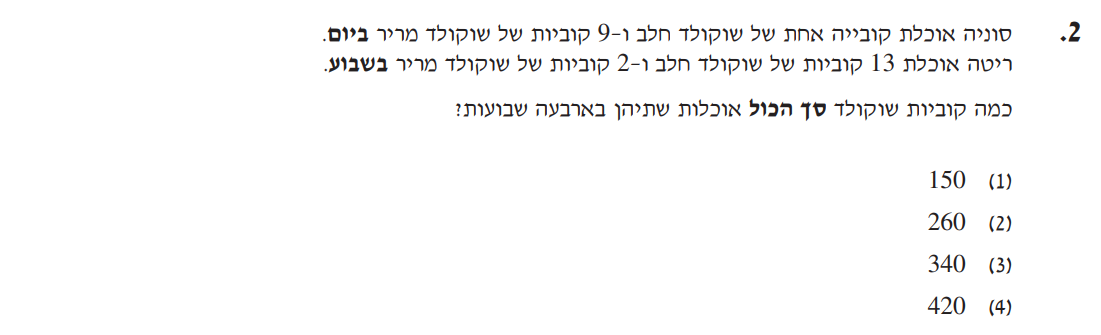 2. סוניה אוכלת קובייה אחת של שוקולד חלב ו-9 קוביות של שוקולד מריר ביום.
ריטה אוכלת 13 קוביות של שוקולד חלב ו-2 קוביות של שוקולד מריר בשבוע.
כמה קוביות שוקולד סך הכול אוכלות שתיהן בארבעה שבועות?
(1) 150
(2) 260
(3) 340
(4) 420